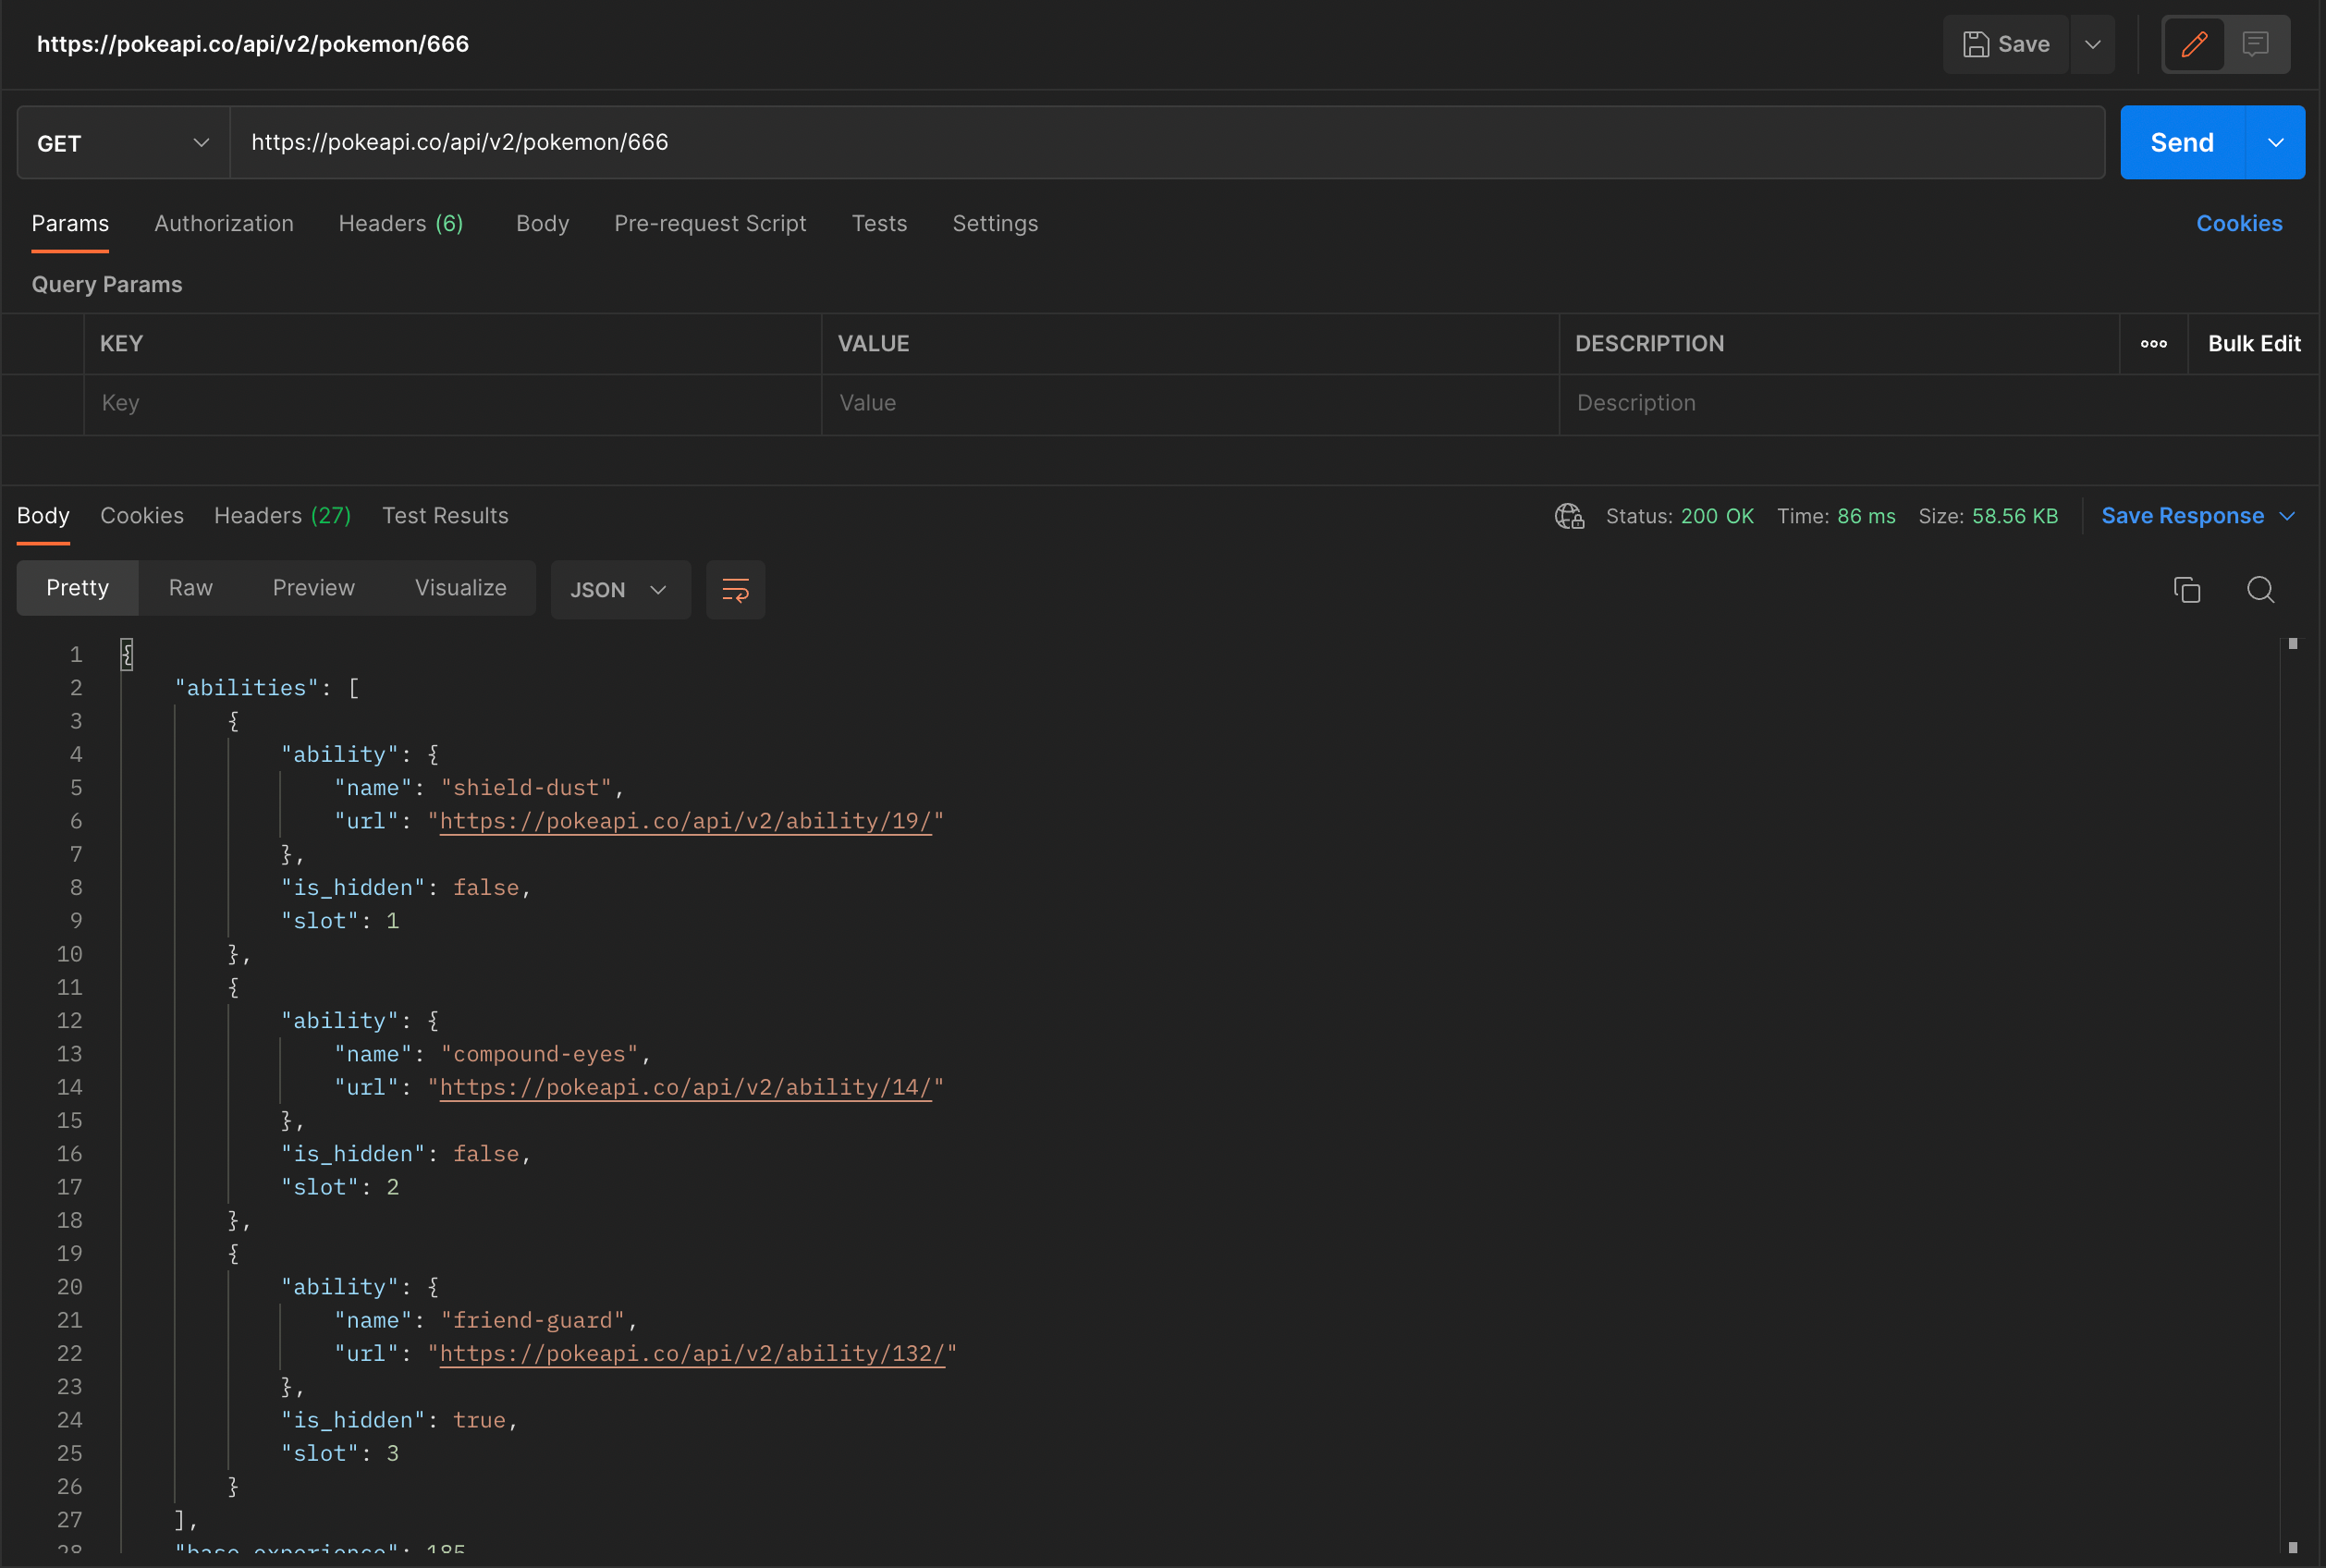 https://pokeapi.co/api/v2/pokemon/666 Save
GET https://pokeapi.co/api/v2/pokemon/666 Send
Params Authorization Headers (6) Body Pre-request Script Tests Settings Cookies
Query Params
KEY VALUE DESCRIPTION Bulk Edit
Key Value Description
Body Cookies Headers (27) Test Results Status: 200 OK Time: 86 ms Size: 58.56 KB Save Response
Pretty Raw Preview Visualize JSON
1 {
2 "abilities": [
3 {
4 "ability": {
5 "name": "shield-dust",
6 "url": "https://pokeapi.co/api/v2/ability/19/"
7 },
8 "is_hidden": false,
9 "slot": 1
10 },
11 {
12 "ability": {
13 "name": "compound-eyes",
14 "url": "https://pokeapi.co/api/v2/ability/14/"
15 },
16 "is_hidden": false,
17 "slot": 2
18 },
19 {
20 "ability": {
21 "name": "friend-guard",
22 "url": "https://pokeapi.co/api/v2/ability/132/"
23 },
24 "is_hidden": true,
25 "slot": 3
26 }
27 ],
28 "base_experience": 185